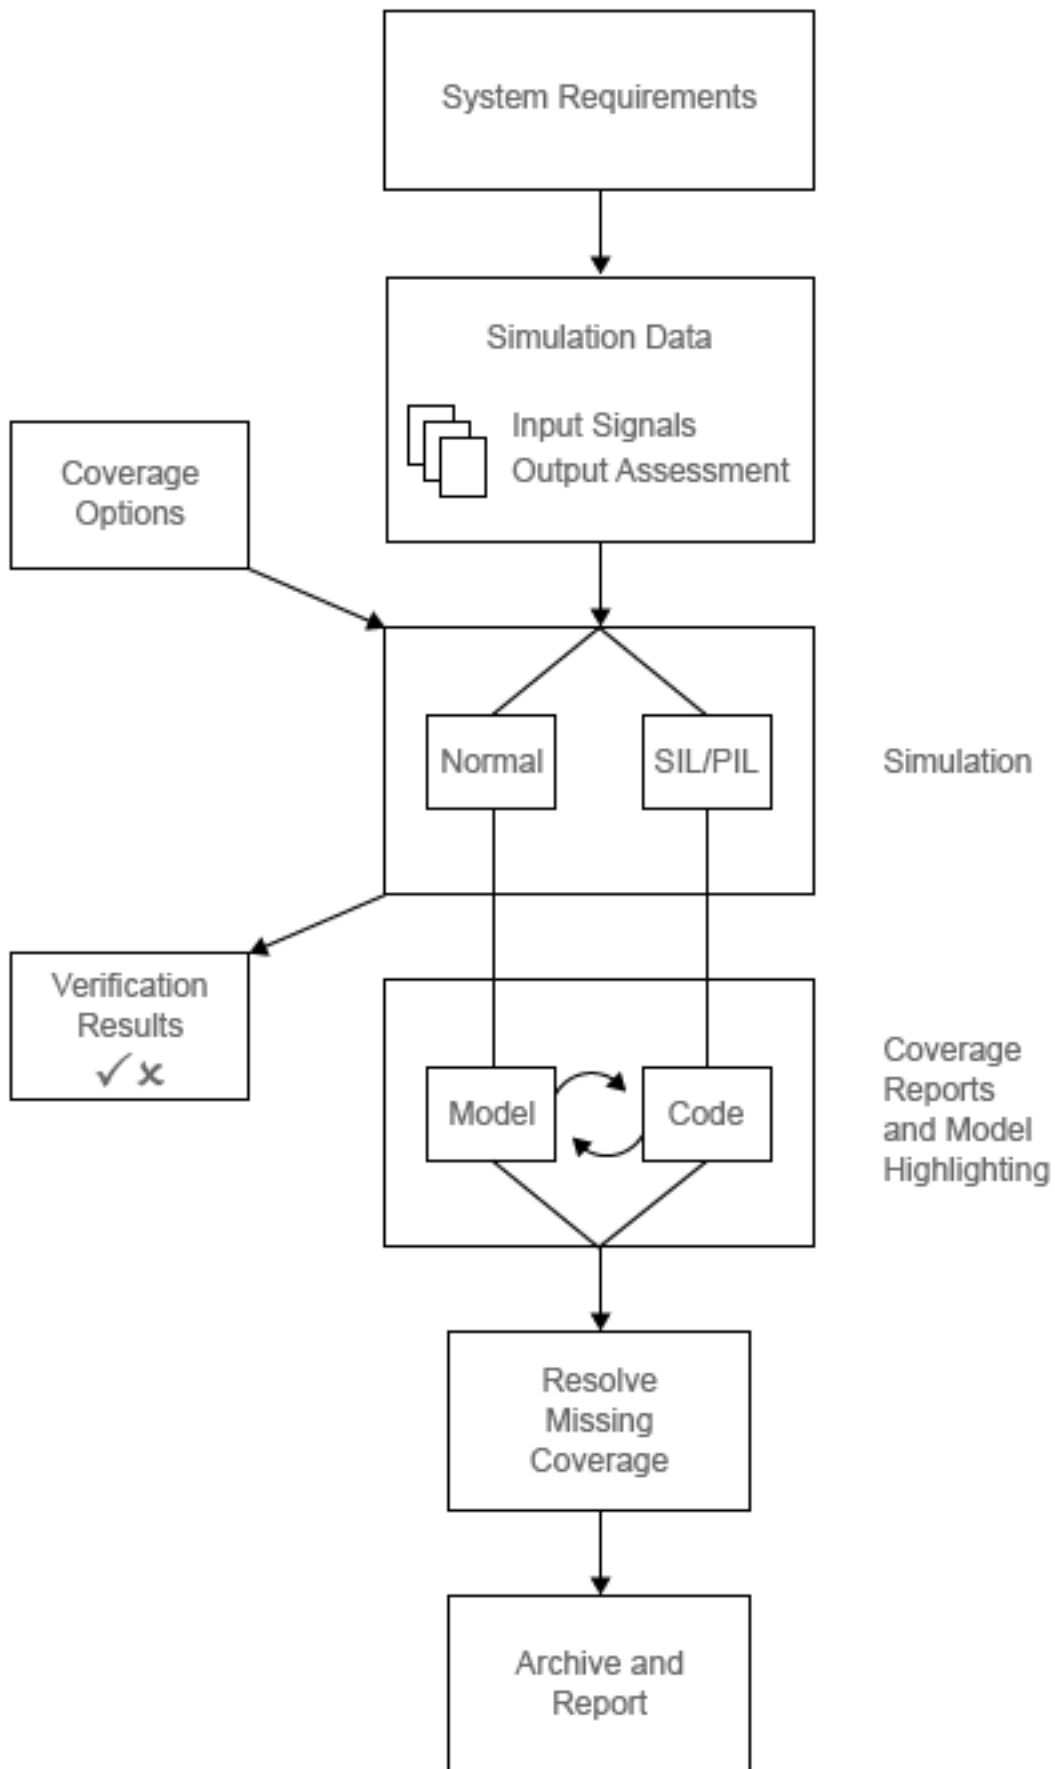 System Requirements
Simulation Data
Input Signals
Output Assessment
Coverage
Options
Normal
SIL/PIL
Simulation
Verification
Results
Model
Code
Coverage
Reports
and Model
Highlighting
Resolve
Missing
Coverage
Archive and
Report